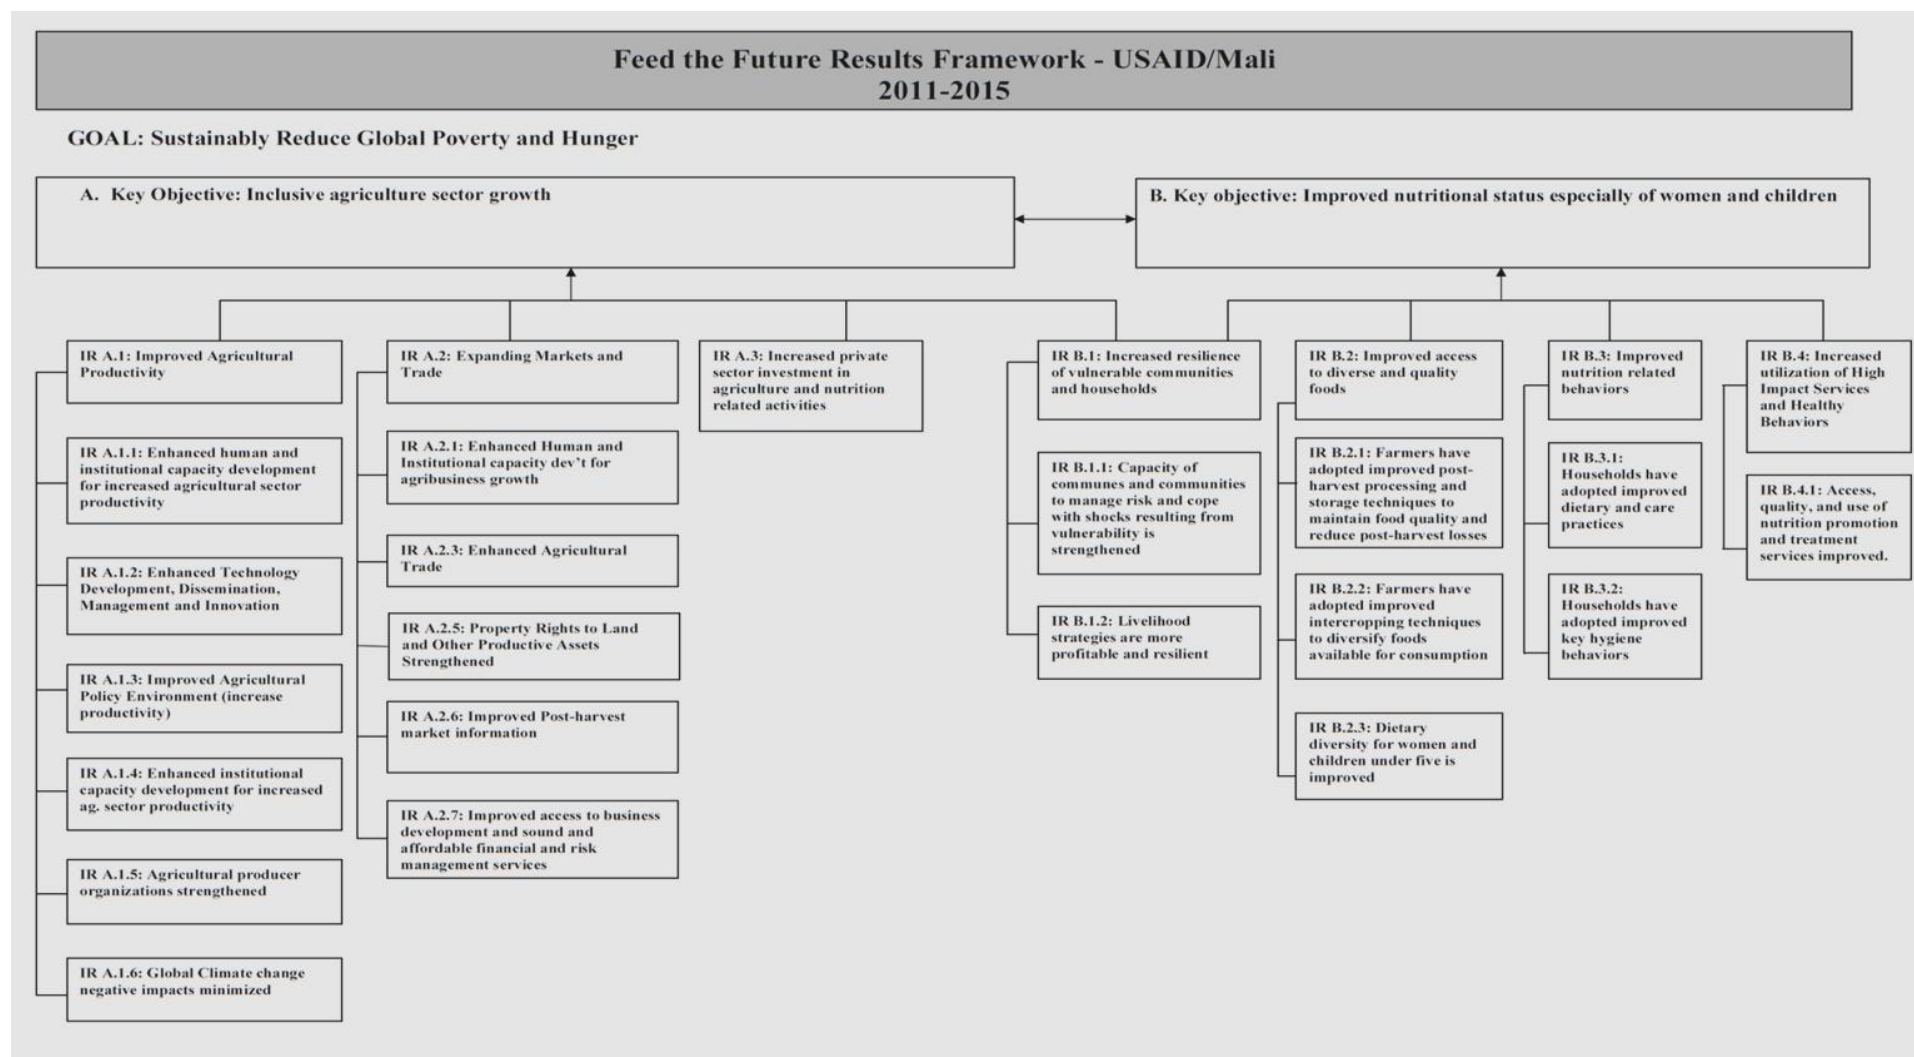 Feed the Future Results Framework - USAID/Mali
2011-2015
GOAL: Sustainably Reduce Global Poverty and Hunger
A. Key Objective: Inclusive agriculture sector growth
B. Key objective: Improved nutritional status especially of women and children
IR A.1: Improved Agricultural
Productivity
IR A.1.1: Enhanced human and
institutional capacity development
for increased agricultural sector
productivity
IR A.1.2: Enhanced Technology
Development, Dissemination,
Management and Innovation
IR A.1.3: Improved Agricultural
Policy Environment (increase
productivity)
IR A.1.4: Enhanced institutional
capacity development for increased
ag. sector productivity
IR A.1.5: Agricultural producer
organizations strengthened
IR A.1.6: Global Climate change
negative impacts minimized
IR A.2: Expanding Markets and
Trade
IR A.2.1: Enhanced Human and
Institutional capacity dev't for
agribusiness growth
IR A.2.3: Enhanced Agricultural
Trade
IR A.2.5: Property Rights to Land
and Other Productive Assets
Strengthened
IR A.2.6: Improved Post-harvest
market information
IR A.2.7: Improved access to business
development and sound and
affordable financial and risk
management services
IR A.3: Increased private
sector investment in
agriculture and nutrition
related activities
IR B.1: Increased resilience
of vulnerable communities
and households
IR B.1.1: Capacity of
communes and communities
to manage risk and cope
with shocks resulting from
vulnerability is
strengthened
IR B.1.2: Livelihood
strategies are more
profitable and resilient
IR B.2: Improved access
to diverse and quality
foods
IR B.2.1: Farmers have
adopted improved post-
harvest processing and
storage techniques to
maintain food quality and
reduce post-harvest losses
IR B.2.2: Farmers have
adopted improved
intercropping techniques
to diversify foods
available for consumption
IR B.2.3: Dietary
diversity for women and
children under five is
improved
IR B.3: Improved
nutrition related
behaviors
IR B.3.1:
Households have
adopted improved
dietary and care
practices
IR B.3.2:
Households have
adopted improved
key hygiene
behaviors
IR B.4: Increased
utilization of High
Impact Services
and Healthy
Behaviors
IR B.4.1: Access,
quality, and use of
nutrition promotion
and treatment
services improved.